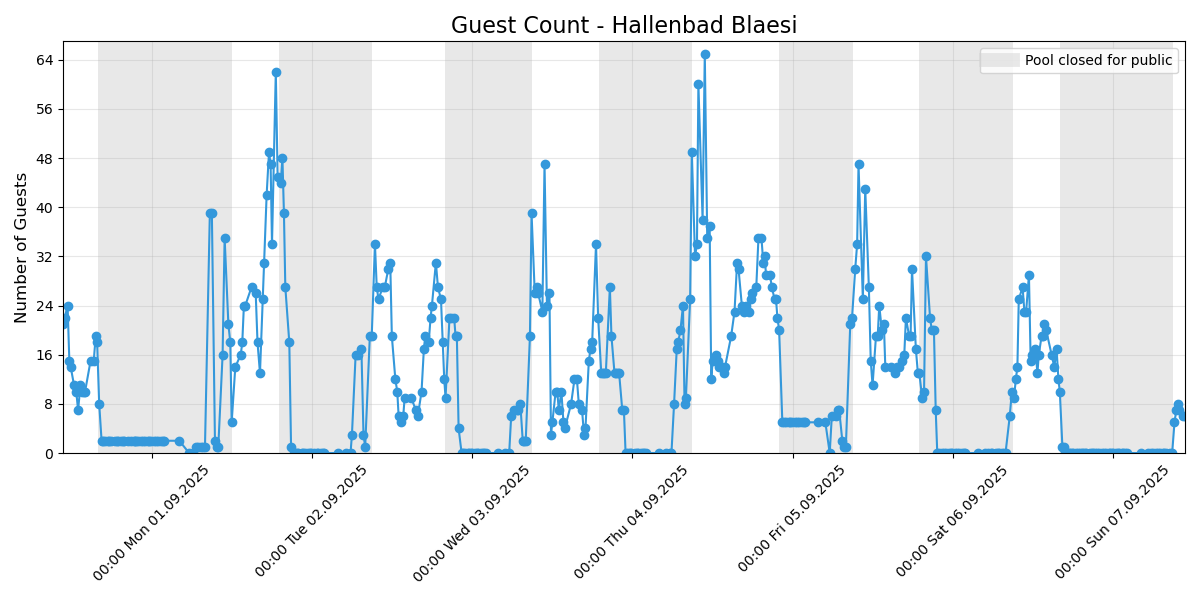 Guest Count - Hallenbad Blaesi
Pool closed for public
Number of Guests
64
56
48
40
32
24
16
8
0
00:00 Mon 01.09.2025
00:00 Tue 02.09.2025
00:00 Wed 03.09.2025
00:00 Thu 04.09.2025
00:00 Fri 05.09.2025
00:00 Sat 06.09.2025
00:00 Sun 07.09.2025